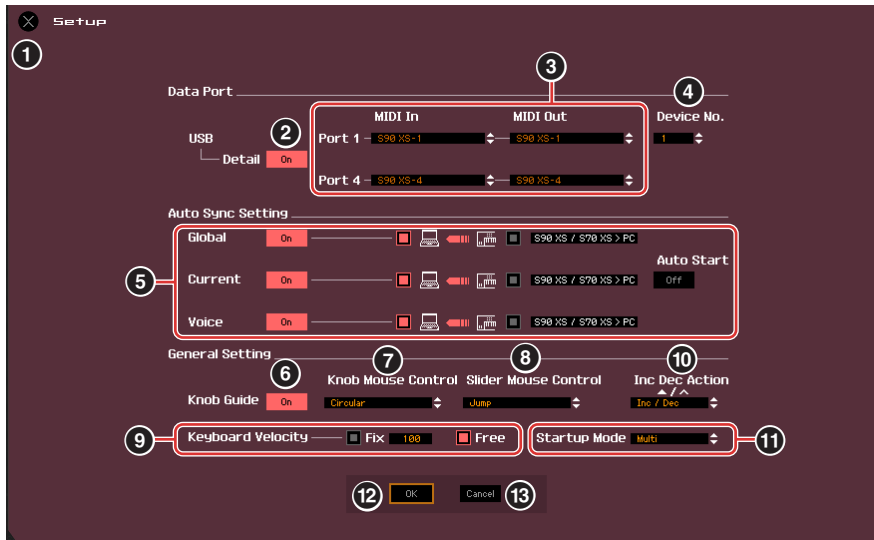 Setup
1
3
4
Data Port
MIDI In MIDI Out Device No.
USB 2 Port 1 S90 XS-1 S90 XS-1 1
Detail On
Port 4 S90 XS-4 S90 XS-4
Auto Sync Setting
Global On S90 XS / S70 XS > PC
Auto Start
5 Current On S90 XS / S70 XS > PC Off
Voice On S90 XS / S70 XS > PC
General Setting
6 7 8 10
Knob Mouse Control Slider Mouse Control Inc Dec Action
/
Knob Guide On Circular Jump Inc / Dec
9 Keyboard Velocity Fix 100 Free Startup Mode Multi 11
12 OK Cancel 13